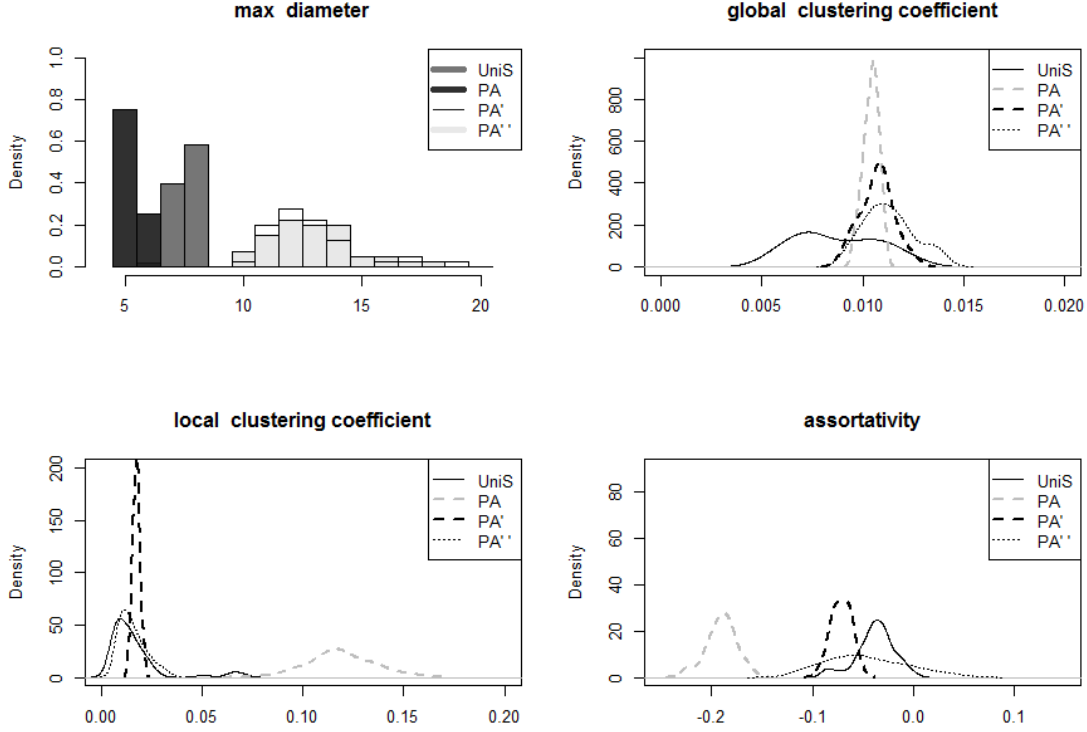 max diameter
Density
0.0 0.2 0.4 0.6 0.8 1.0
5 10 15 20
UniS
PA
PA'
PA' '
global clustering coefficient
Density
0 200 400 600 800
0.000 0.005 0.010 0.015 0.020
UniS
PA
PA'
PA' '
local clustering coefficient
Density
0 50 100 150 200
0.00 0.05 0.10 0.15 0.20
UniS
PA
PA'
PA' '
assortativity
Density
0 20 40 60 80
-0.2 -0.1 0.0 0.1
UniS
PA
PA'
PA' '